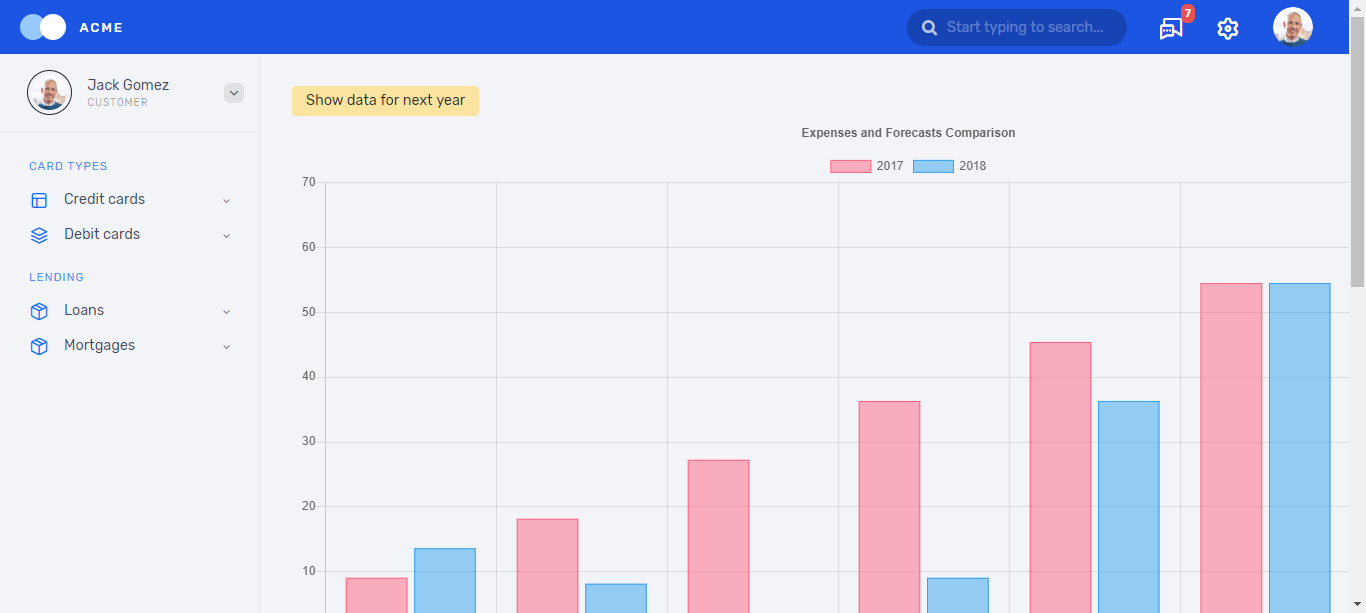 ACME
Start typing to search...
7
Jack Gomez
CUSTOMER
CARD TYPES
Credit cards
Debit cards
LENDING
Loans
Mortgages
Show data for next year
Expenses and Forecasts Comparison
2017 2018
70
60
50
40
30
20
10